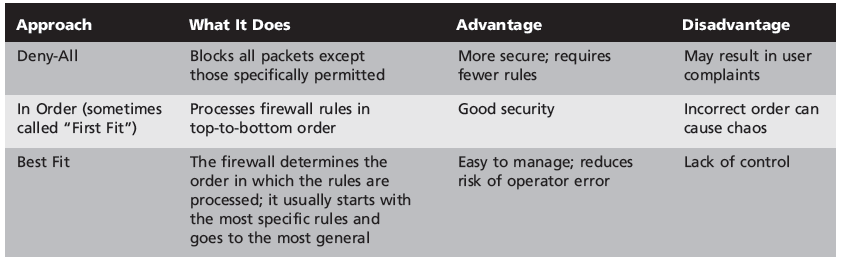 Approach What It Does Advantage Disadvantage
Deny-All Blocks all packets except More secure; requires May result in user
those specifically permitted fewer rules complaints
In Order (sometimes Processes firewall rules in Good security Incorrect order can
called “First Fit”) top-to-bottom order cause chaos
Best Fit The firewall determines the Easy to manage; reduces Lack of control
order in which the rules are risk of operator error
processed; it usually starts with
the most specific rules and
goes to the most general